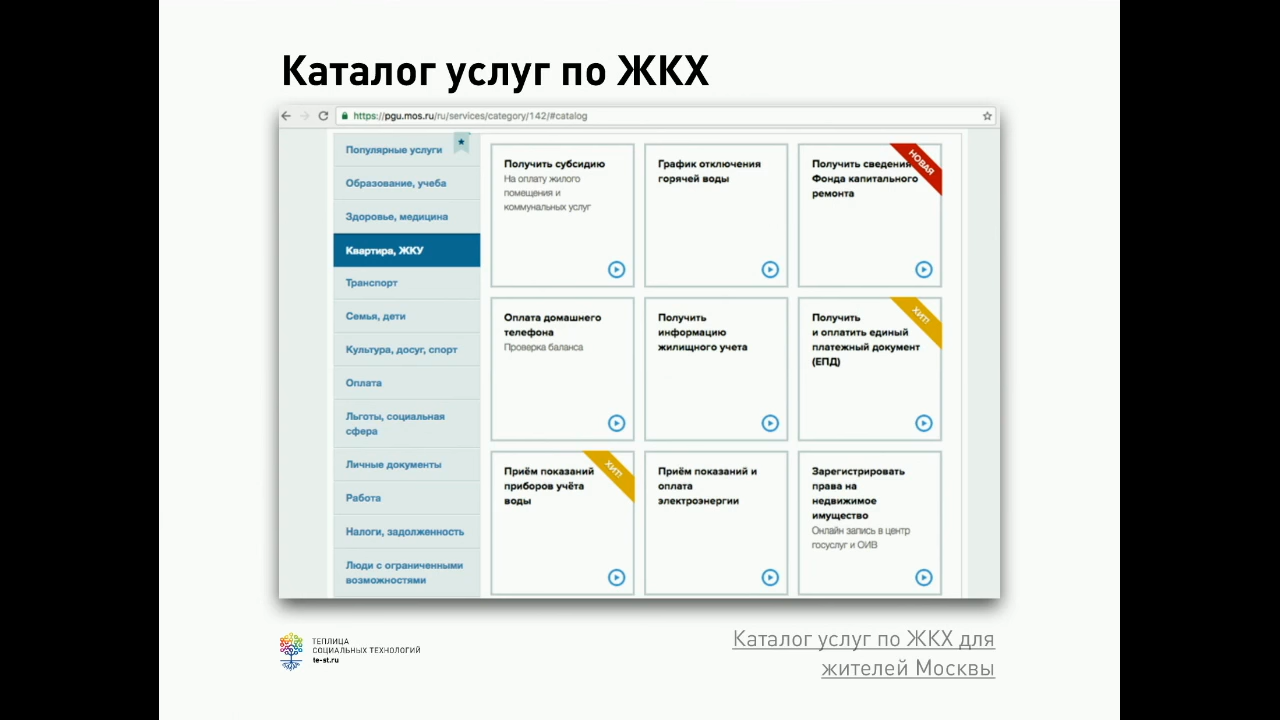 Каталог услуг по ЖКХ
https://pgu.mos.ru/ru/services/category/142/#catalog
Популярные услуги
Образование, учеба
Здоровье, медицина
Квартира, ЖКУ
Транспорт
Семья, дети
Культура, досуг, спорт
Оплата
Льготы, социальная
сфера
Личные документы
Работа
Налоги, задолженность
Люди с ограниченными
возможностями
Получить субсидию
На оплату жилого
помещения и
коммунальных услуг
График отключения
горячей воды
Получить сведения
Фонда капитального
ремонта
НОВАЯ
Оплата домашнего
телефона
Проверка баланса
Получить
информацию
жилищного учета
Получить
и оплатить единый
платежный документ
(ЕПД)
ХИТ!
Приём показаний
приборов учёта
воды
ХИТ!
Приём показаний и
оплата
электроэнергии
Зарегистрировать
права на
недвижимое
имущество
Онлайн запись в центр
госуслуг и ОИВ
ТЕПЛИЦА
СОЦИАЛЬНЫХ ТЕХНОЛОГИЙ
te-st.ru
Каталог услуг по ЖКХ для
жителей Москвы